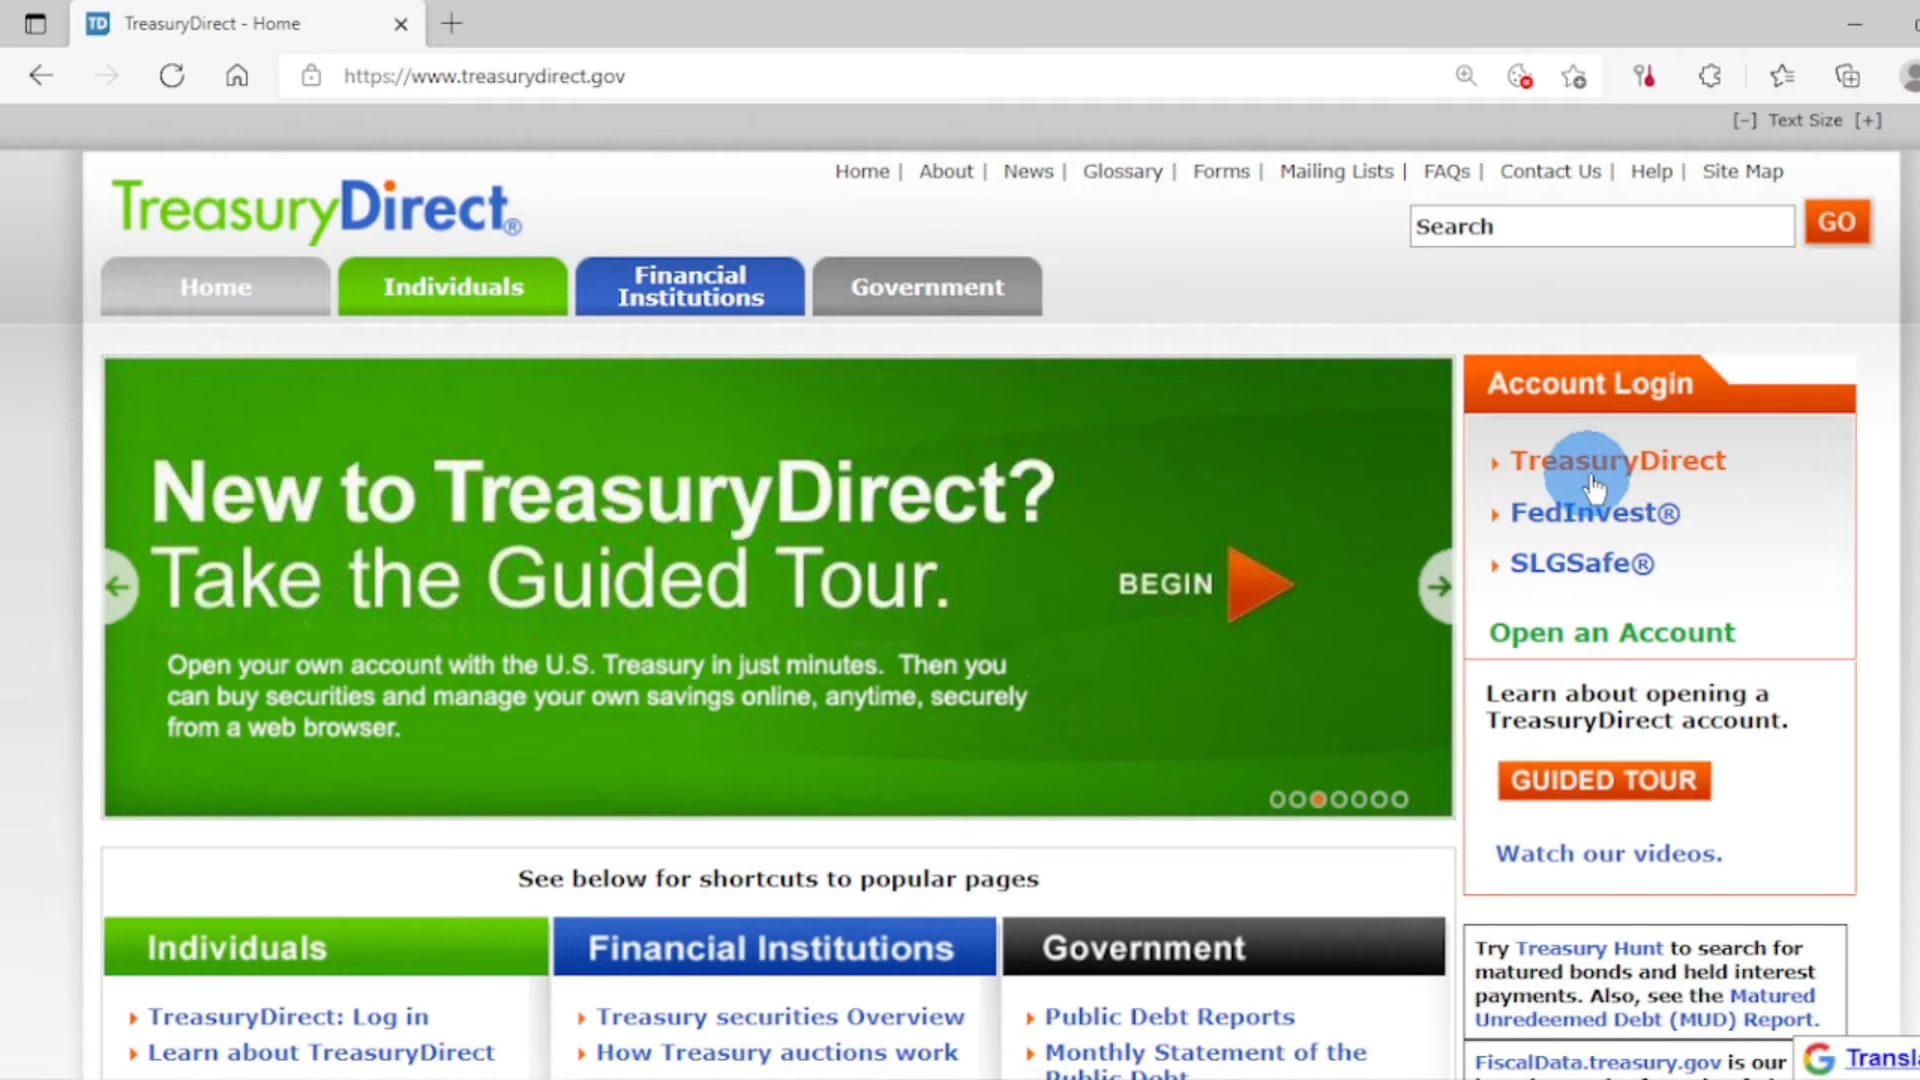 TD TreasuryDirect - Home
https://www.treasurydirect.gov
[-] Text Size [+]
Home | About | News | Glossary | Forms | Mailing Lists | FAQs | Contact Us | Help | Site Map
TreasuryDirect®
Search GO
Home
Individuals
Financial
Institutions
Government
New to TreasuryDirect?
Take the Guided Tour.
BEGIN
Open your own account with the U.S. Treasury in just minutes. Then you
can buy securities and manage your own savings online, anytime, securely
from a web browser.
Account Login
TreasuryDirect
FedInvest®
SLGSafe®
Open an Account
Learn about opening a
TreasuryDirect account.
GUIDED TOUR
Watch our videos.
See below for shortcuts to popular pages
Individuals
TreasuryDirect: Log in
Learn about TreasuryDirect
Financial Institutions
Treasury securities Overview
How Treasury auctions work
Government
Public Debt Reports
Monthly Statement of the
Public Debt
Try Treasury Hunt to search for
matured bonds and held interest
payments. Also, see the Matured
Unredeemed Debt (MUD) Report.
FiscalData.treasury.gov is our
G Transl